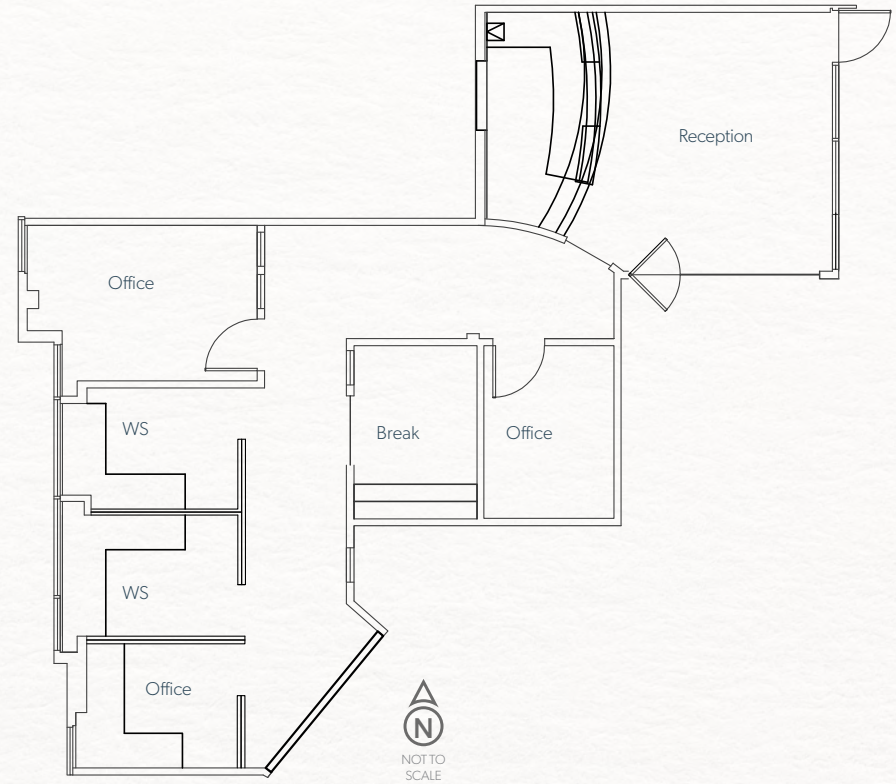 Reception
Office
WS
Break
Office
WS
Office
N
NOT TO
SCALE